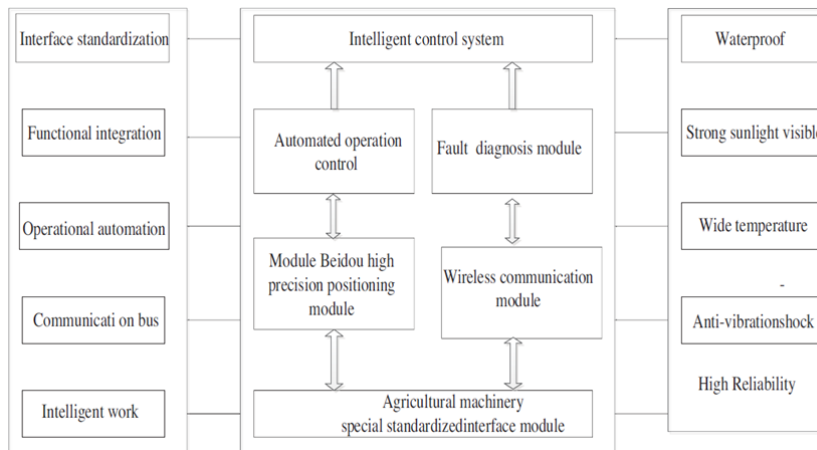 Interface standardization
Functional integration
Operational automation
Communicati on bus
Intelligent work
Intelligent control system
Automated operation
control
Fault diagnosis module
Module Beidou high
precision positioning
module
Wireless communication
module
Agricultural machinery
special standardizedinterface module
Waterproof
Strong sunlight visible
Wide temperature
-
Anti-vibrationshock
High Reliability